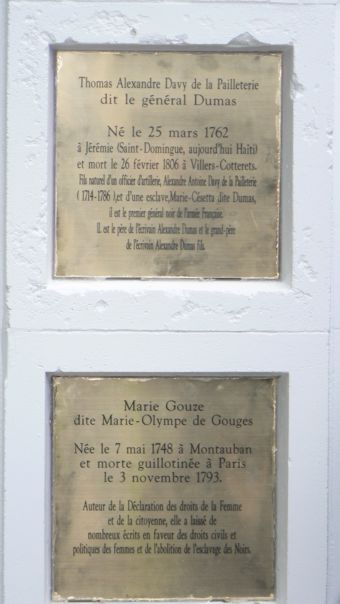 Thomas Alexandre Davy de la Pailleterie
dit le général Dumas
Né le 25 mars 1762
à Jérémie (Saint-Domingue, aujourd'hui Haïti)
et mort le 26 février 1806 à Villers-Cotterets.
Fils naturel d'un officier d'artillerie, Alexandre Antoine Davy de la Pailleterie
( 1714-1786 ),et d'une esclave,Marie-Césette ,dite Dumas,
il est le premier général noir de l'armée Française.
IL est le père de l'écrivain Alexandre Dumas et le grand-père
de l'écrivain Alexandre Dumas fils.
Marie Gouze
dite Marie-Olympe de Gouges
Née le 7 mai 1748 à Montauban
et morte guillotinée à Paris
le 3 novembre 1793.
Auteur de la Déclaration des droits de la Femme
et de la citoyenne, elle a laissé de
nombreux écrits en faveur des droits civils et
politiques des femmes et de l'abolition de l'esclavage des Noirs.